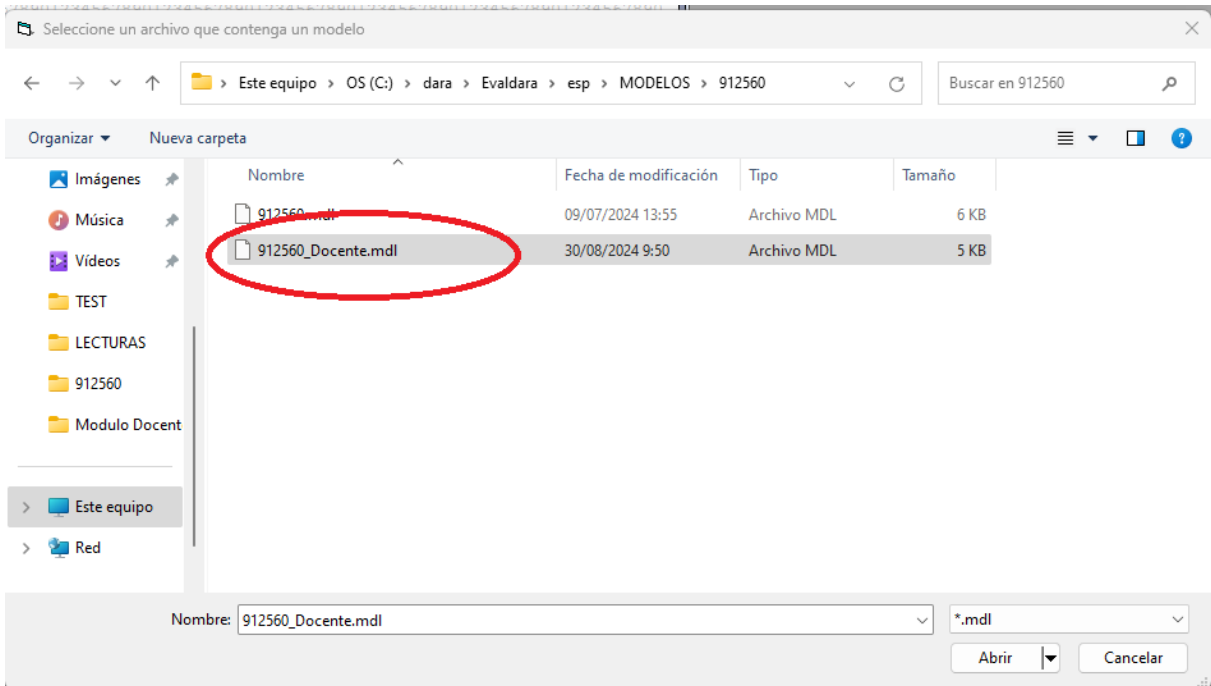 Seleccione un archivo que contenga un modelo
Este equipo > OS (C:) > dara > Evaldara > esp > MODELOS > 912560
Buscar en 912560
Organizar Nueva carpeta
Nombre Fecha de modificación Tipo Tamaño
912560.mdl 09/07/2024 13:55 Archivo MDL 6 KB
912560_Docente.mdl 30/08/2024 9:50 Archivo MDL 5 KB
Imágenes
Música
Vídeos
TEST
LECTURAS
912560
Modulo Docent
Este equipo
Red
Nombre: 912560_Docente.mdl *.mdl
Abrir Cancelar